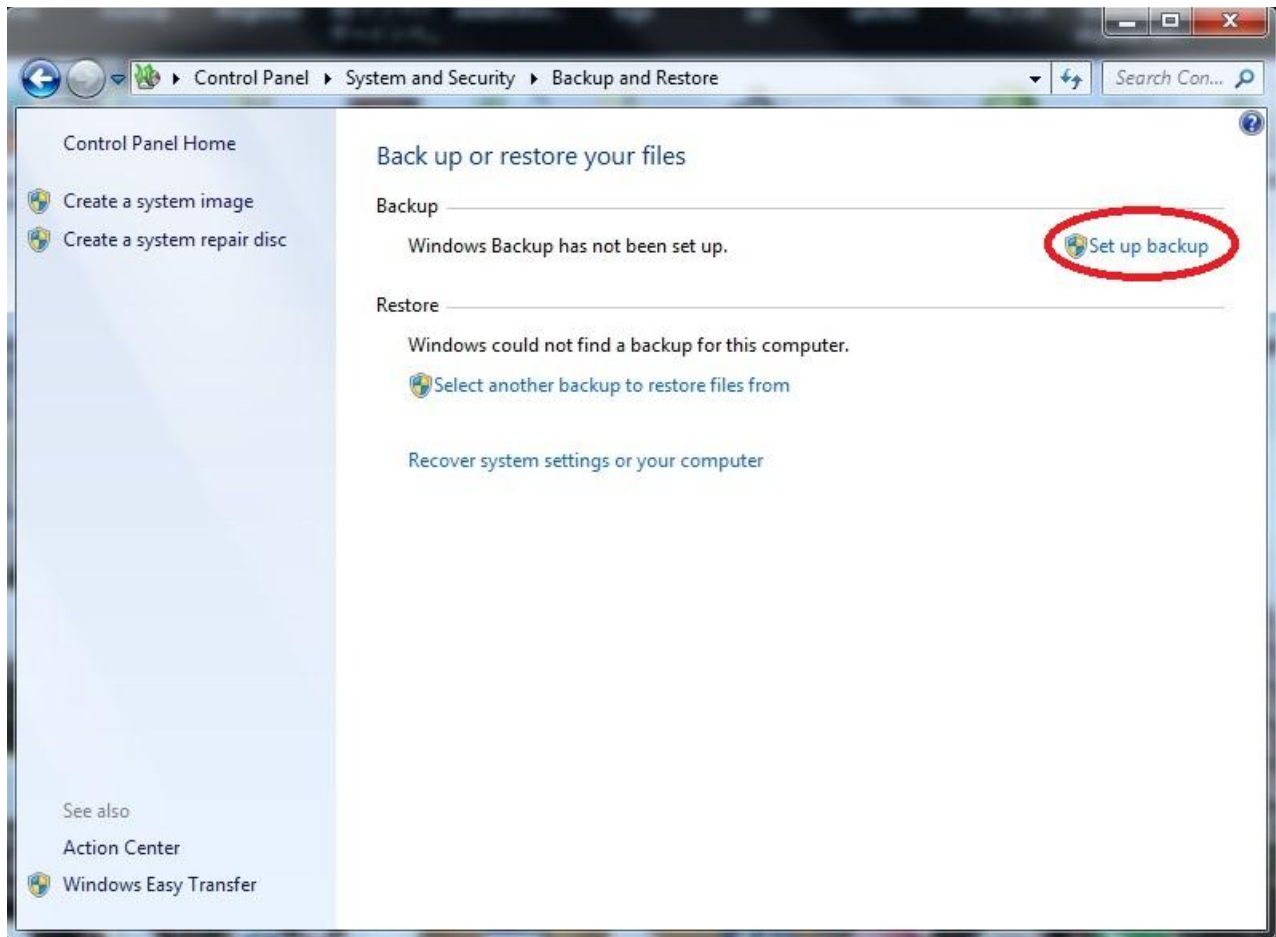 Control Panel ▸ System and Security ▸ Backup and Restore
Search Con...
Control Panel Home
Create a system image
Create a system repair disc
Back up or restore your files
Backup
Windows Backup has not been set up.
Set up backup
Restore
Windows could not find a backup for this computer.
Select another backup to restore files from
Recover system settings or your computer
See also
Action Center
Windows Easy Transfer